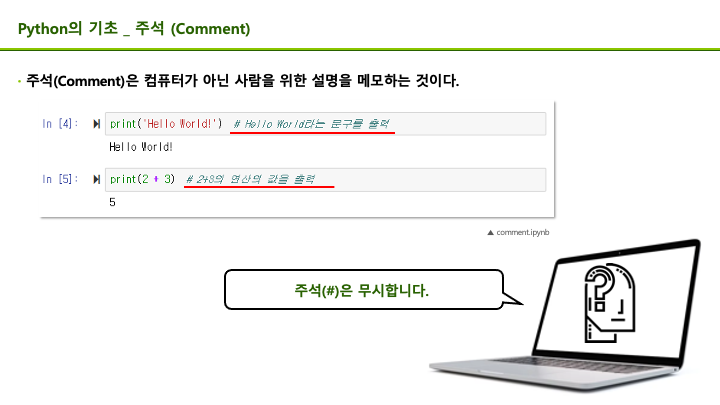 Python의 기초 _ 주석 (Comment)
· 주석(Comment)은 컴퓨터가 아닌 사람을 위한 설명을 메모하는 것이다.
In [4]: print('Hello World!') # Hello World라는 문구를 출력
Hello World!
In [5]: print(2 + 3) # 2+3의 연산의 값을 출력
5
▲ comment.ipynb
주석(#)은 무시합니다.